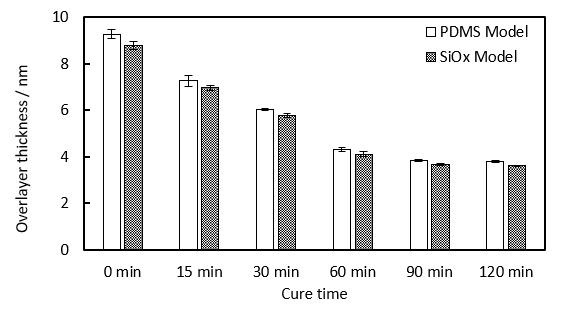 10
8
6
4
2
0
Overlayer thickness / nm
PDMS Model
SiOx Model
0 min 15 min 30 min 60 min 90 min 120 min
Cure time